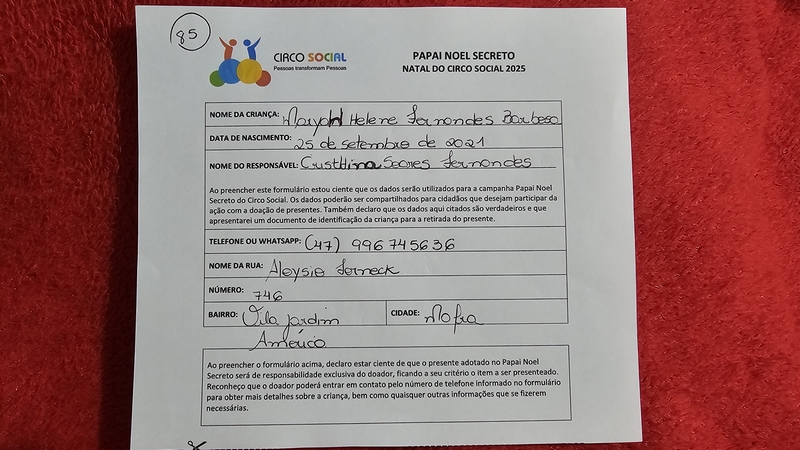 85
CIRCO SOCIAL
Pessoas transformam Pessoas
PAPAI NOEL SECRETO
NATAL DO CIRCO SOCIAL 2025
NOME DA CRIANÇA: Helene Fernondes Barbosa
DATA DE NASCIMENTO: 25 de setembro de 2021
NOME DO RESPONSÁVEL: Cristhina Soares Fernondes
Ao preencher este formulário estou ciente que os dados serão utilizados para a campanha Papai Noel
Secreto do Circo Social. Os dados poderão ser compartilhados para cidadãos que desejam participar da
ação com a doação de presentes. Também declaro que os dados aqui citados são verdadeiros e que
apresentarei um documento de identificação da criança para a retirada do presente.
TELEFONE OU WHATSAPP: (47) 996745636
NOME DA RUA: Aloysio
NÚMERO: 746
BAIRRO: Vila jardim
CIDADE: Mafra
Américo
Ao preencher o formulário acima, declaro estar ciente de que o presente adotado no Papai Noel
Secreto será de responsabilidade exclusiva do doador, ficando a seu critério o item a ser presenteado.
Reconheço que o doador poderá entrar em contato pelo número de telefone informado no formulário
para obter mais detalhes sobre a criança, bem como quaisquer outras informações que se fizerem
necessárias.